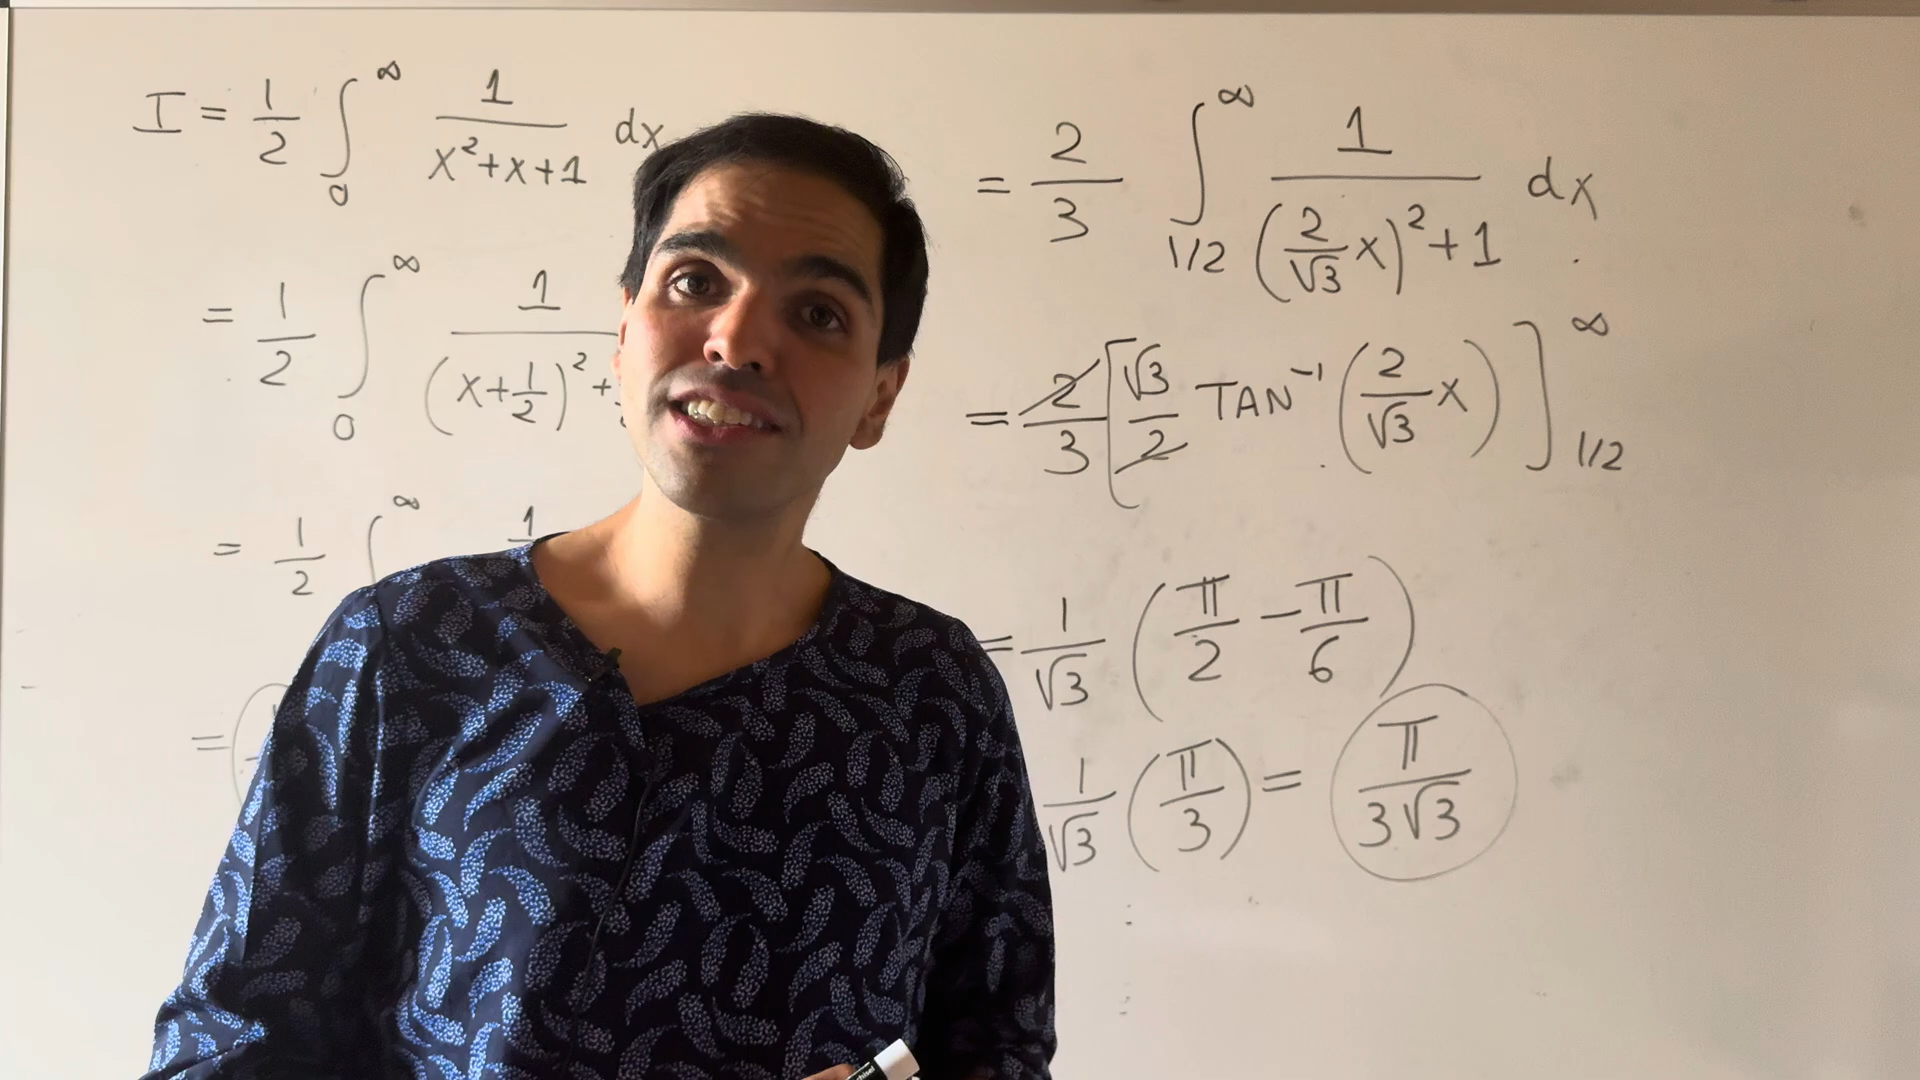 I = 1/2 ∫₀^∞ 1/(x²+x+1) dx
= 1/2 ∫₀^∞ 1/((x+1/2)²+
= 1/2 ∫^∞ 1
=
= 2/3 ∫_{1/2}^∞ 1/((2/√3 x)²+1) dx
= 2/3 [√3/2 TAN⁻¹(2/√3 x)]_{1/2}^∞
= 1/√3 (π/2 − π/6)
1/√3 (π/3) = π/(3√3)